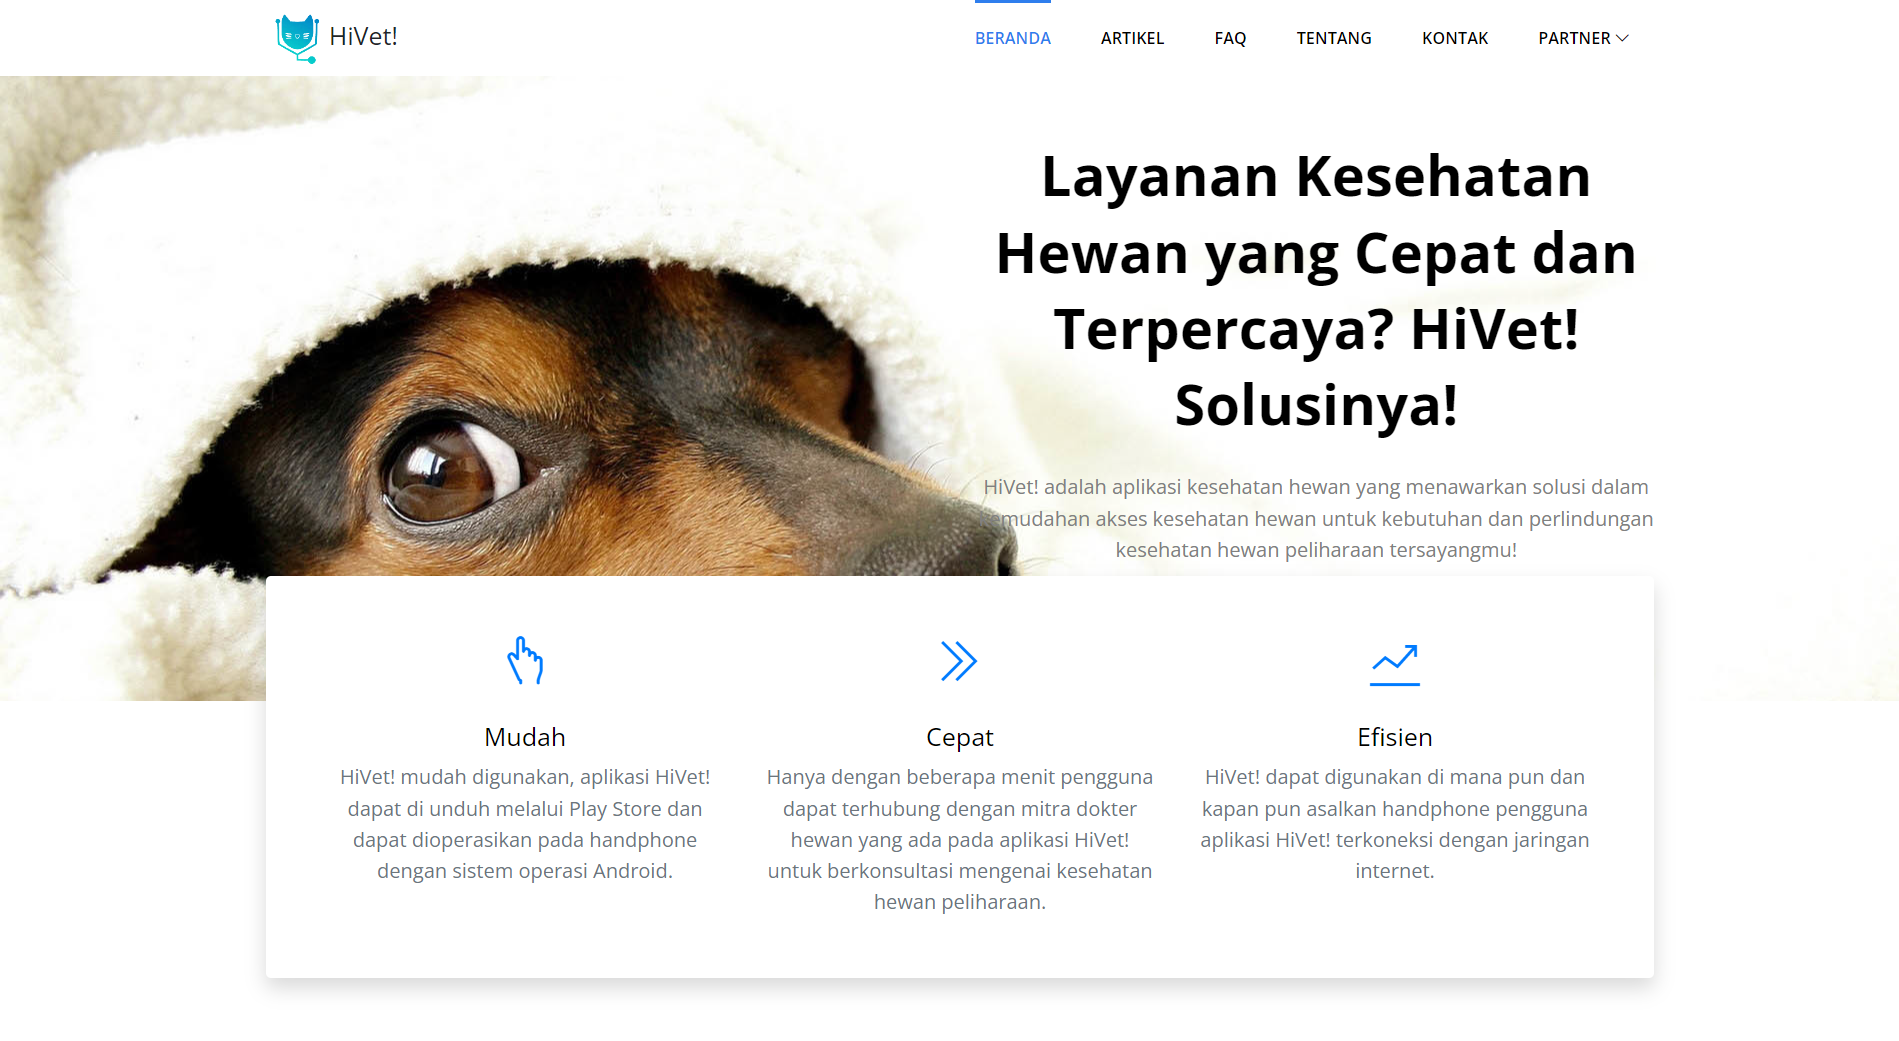 HiVet!
BERANDA ARTIKEL FAQ TENTANG KONTAK PARTNER
Layanan Kesehatan
Hewan yang Cepat dan
Terpercaya? HiVet!
Solusinya!
HiVet! adalah aplikasi kesehatan hewan yang menawarkan solusi dalam
kemudahan akses kesehatan hewan untuk kebutuhan dan perlindungan
kesehatan hewan peliharaan tersayangmu!
Mudah
HiVet! mudah digunakan, aplikasi HiVet!
dapat di unduh melalui Play Store dan
dapat dioperasikan pada handphone
dengan sistem operasi Android.
Cepat
Hanya dengan beberapa menit pengguna
dapat terhubung dengan mitra dokter
hewan yang ada pada aplikasi HiVet!
untuk berkonsultasi mengenai kesehatan
hewan peliharaan.
Efisien
HiVet! dapat digunakan di mana pun dan
kapan pun asalkan handphone pengguna
aplikasi HiVet! terkoneksi dengan jaringan
internet.